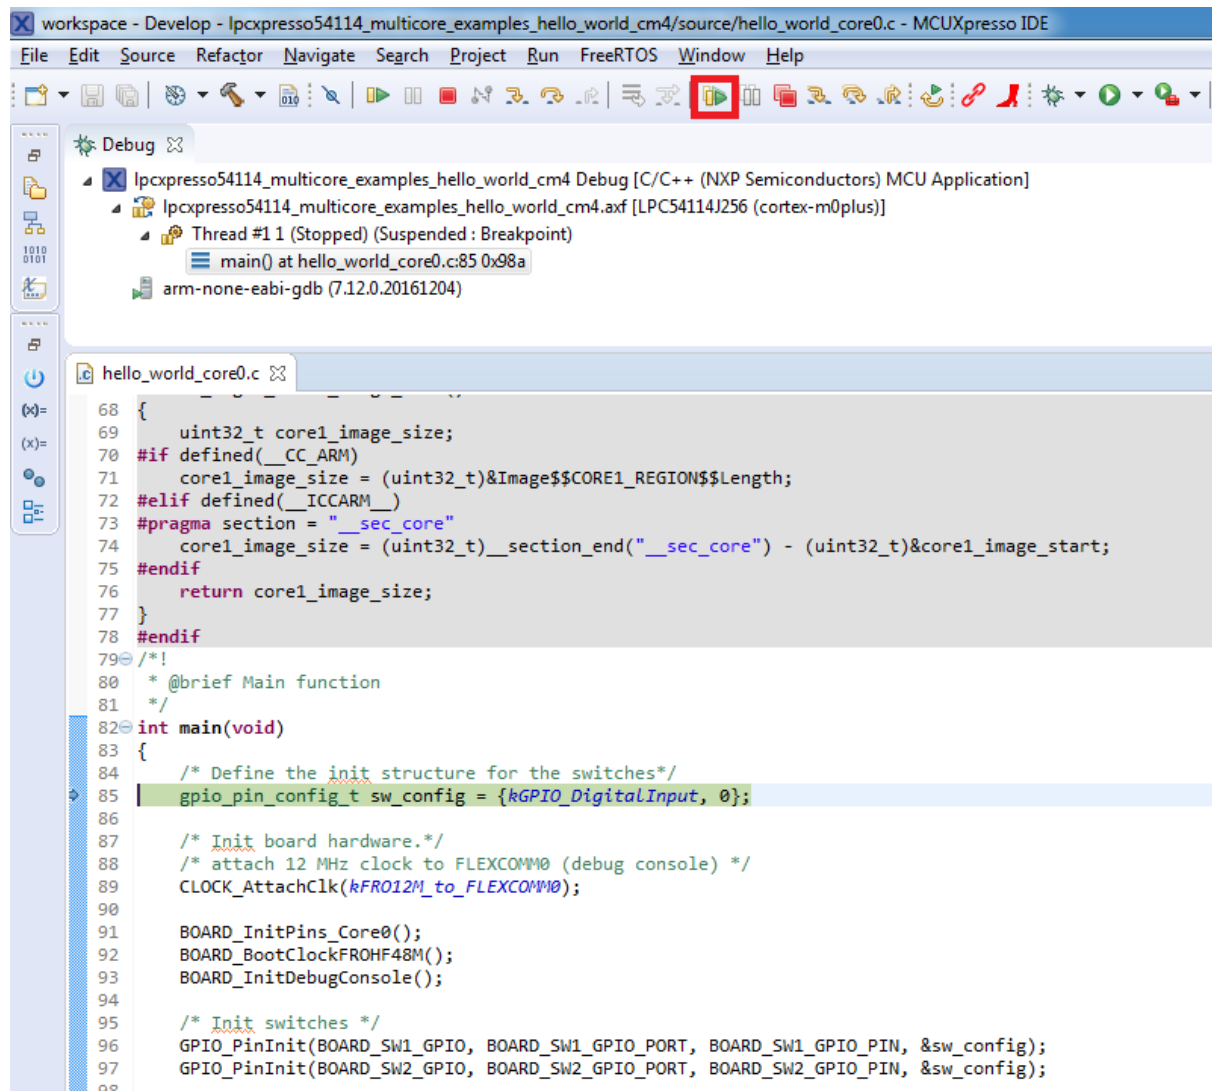 workspace - Develop - lpcxpresso54114_multicore_examples_hello_world_cm4/source/hello_world_core0.c - MCUXpresso IDE
File Edit Source Refactor Navigate Search Project Run FreeRTOS Window Help
010
Debug
lpcxpresso54114_multicore_examples_hello_world_cm4 Debug [C/C++ (NXP Semiconductors) MCU Application]
lpcxpresso54114_multicore_examples_hello_world_cm4.axf [LPC54114J256 (cortex-m0plus)]
Thread #1 1 (Stopped) (Suspended : Breakpoint)
1010
0101
main() at hello_world_core0.c:85 0x98a
arm-none-eabi-gdb (7.12.0.20161204)
.c hello_world_core0.c
(x)=
(x)=
68 {
69 uint32_t core1_image_size;
70 #if defined(__CC_ARM)
71 core1_image_size = (uint32_t)&Image$$CORE1_REGION$$Length;
72 #elif defined(__ICCARM__)
73 #pragma section = "__sec_core"
74 core1_image_size = (uint32_t)__section_end("__sec_core") - (uint32_t)&core1_image_start;
75 #endif
76 return core1_image_size;
77 }
78 #endif
79 /*!
80 * @brief Main function
81 */
82 int main(void)
83 {
84 /* Define the init structure for the switches*/
85 gpio_pin_config_t sw_config = {kGPIO_DigitalInput, 0};
86
87 /* Init board hardware.*/
88 /* attach 12 MHz clock to FLEXCOMM0 (debug console) */
89 CLOCK_AttachClk(kFRO12M_to_FLEXCOMM0);
90
91 BOARD_InitPins_Core0();
92 BOARD_BootClockFROHF48M();
93 BOARD_InitDebugConsole();
94
95 /* Init switches */
96 GPIO_PinInit(BOARD_SW1_GPIO, BOARD_SW1_GPIO_PORT, BOARD_SW1_GPIO_PIN, &sw_config);
97 GPIO_PinInit(BOARD_SW2_GPIO, BOARD_SW2_GPIO_PORT, BOARD_SW2_GPIO_PIN, &sw_config);
98